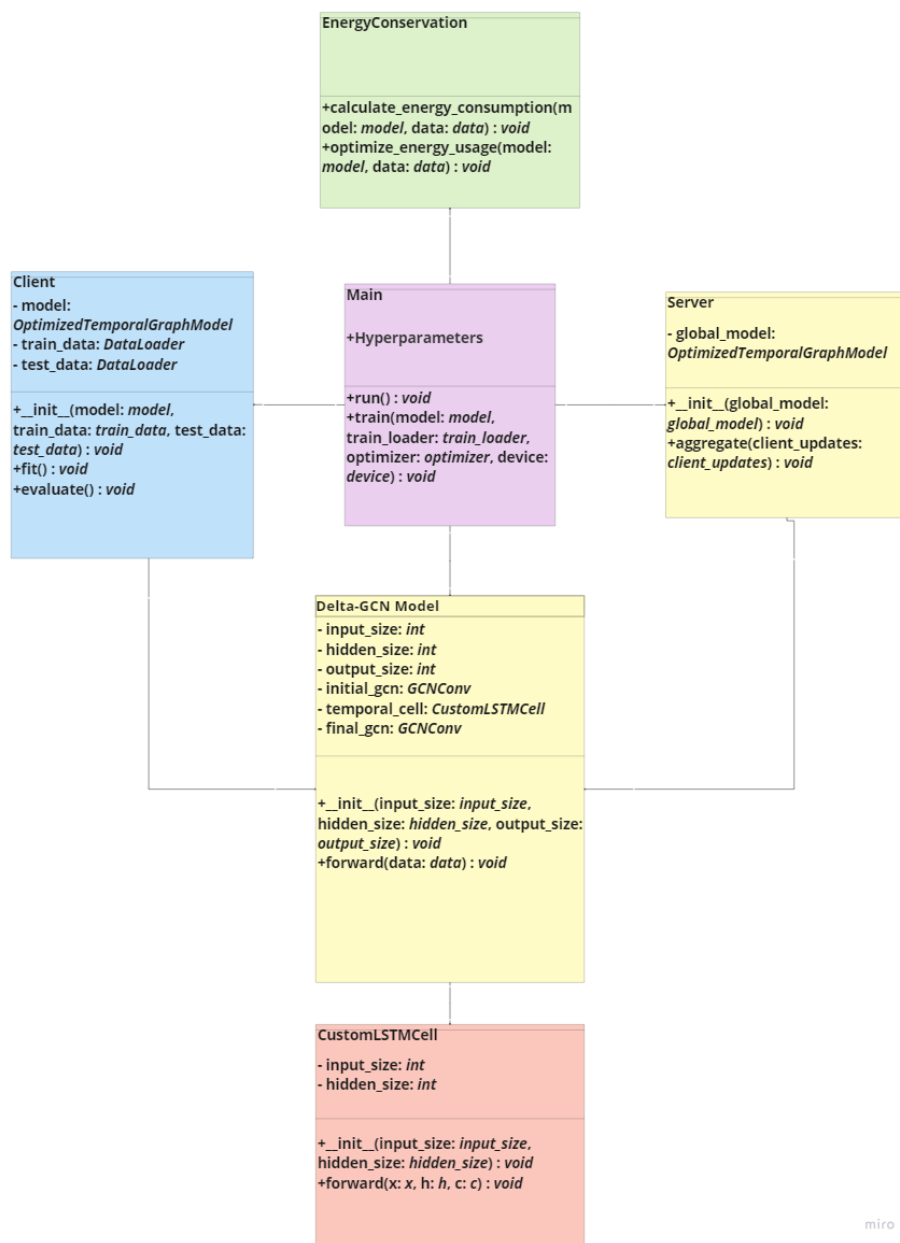 EnergyConservation
+calculate_energy_consumption(m
odel: model, data: data) : void
+optimize_energy_usage(model:
model, data: data) : void
Client
- model:
OptimizedTemporalGraphModel
- train_data: DataLoader
- test_data: DataLoader
+__init__(model: model,
train_data: train_data, test_data:
test_data) : void
+fit() : void
+evaluate() : void
Main
+Hyperparameters
+run() : void
+train(model: model,
train_loader: train_loader,
optimizer: optimizer, device:
device) : void
Server
- global_model:
OptimizedTemporalGraphModel
+__init__(global_model:
global_model) : void
+aggregate(client_updates:
client_updates) : void
Delta-GCN Model
- input_size: int
- hidden_size: int
- output_size: int
- initial_gcn: GCNConv
- temporal_cell: CustomLSTMCell
- final_gcn: GCNConv
+__init__(input_size: input_size,
hidden_size: hidden_size, output_size:
output_size) : void
+forward(data: data) : void
CustomLSTMCell
- input_size: int
- hidden_size: int
+__init__(input_size: input_size,
hidden_size: hidden_size) : void
+forward(x: x, h: h, c: c) : void
miro